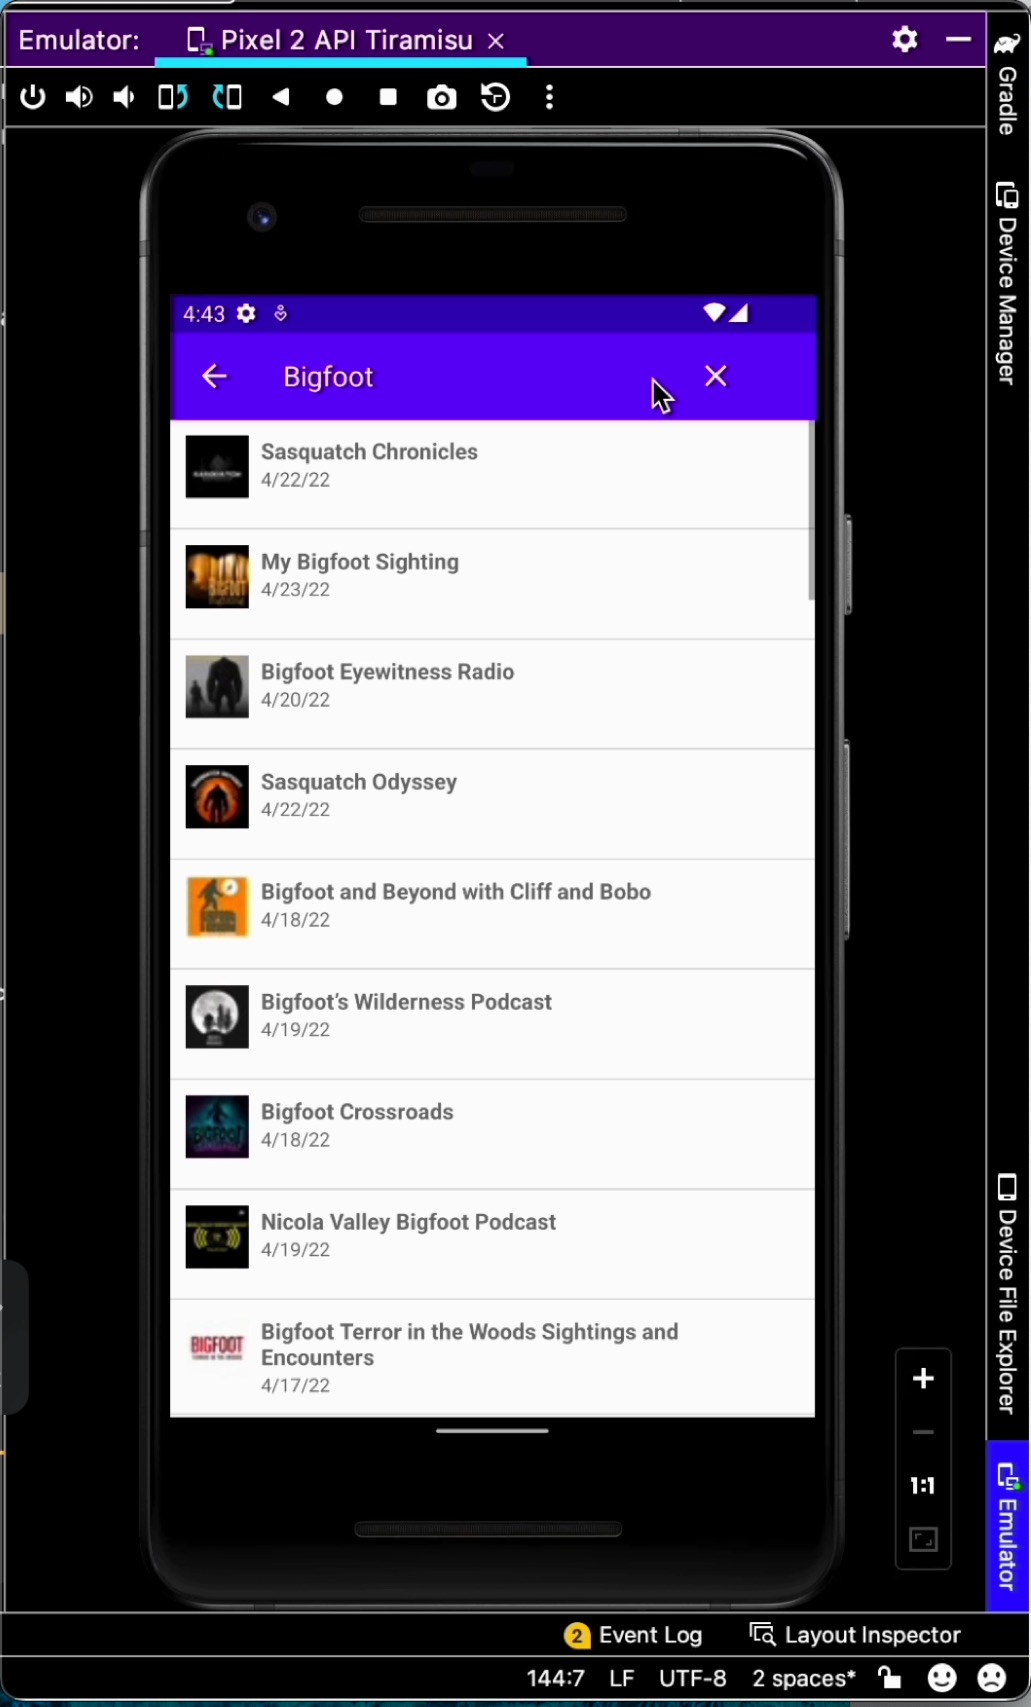 Emulator:
Pixel 2 API Tiramisu
Gradle
Device Manager
4:43
Bigfoot
Sasquatch Chronicles
4/22/22
My Bigfoot Sighting
4/23/22
Bigfoot Eyewitness Radio
4/20/22
Sasquatch Odyssey
4/22/22
Bigfoot and Beyond with Cliff and Bobo
4/18/22
Bigfoot’s Wilderness Podcast
4/19/22
BIGFOOT
Bigfoot Crossroads
4/18/22
Nicola Valley Bigfoot Podcast
4/19/22
BIGFOOT
Bigfoot Terror in the Woods Sightings and
Encounters
4/17/22
1:1
Device File Explorer
Emulator
2 Event Log
Layout Inspector
144:7 LF UTF-8 2 spaces*